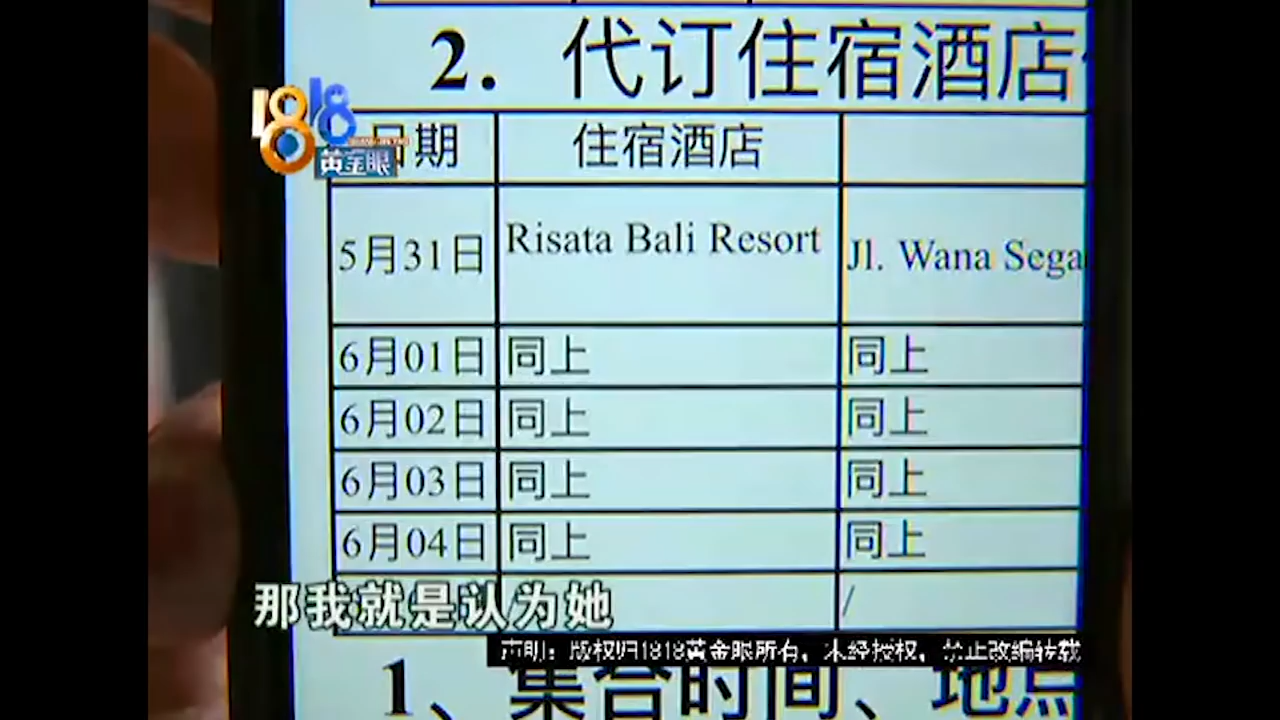 2. 代订住宿酒店
1818
黄金眼
日期 住宿酒店
5月31日 Risata Bali Resort Jl. Wana Sega
6月01日 同上 同上
6月02日 同上 同上
6月03日 同上 同上
6月04日 同上 同上
/
那我就是认为她
声明：版权归1818黄金眼所有，未经授权，禁止改编转载
1、集合时间、地点